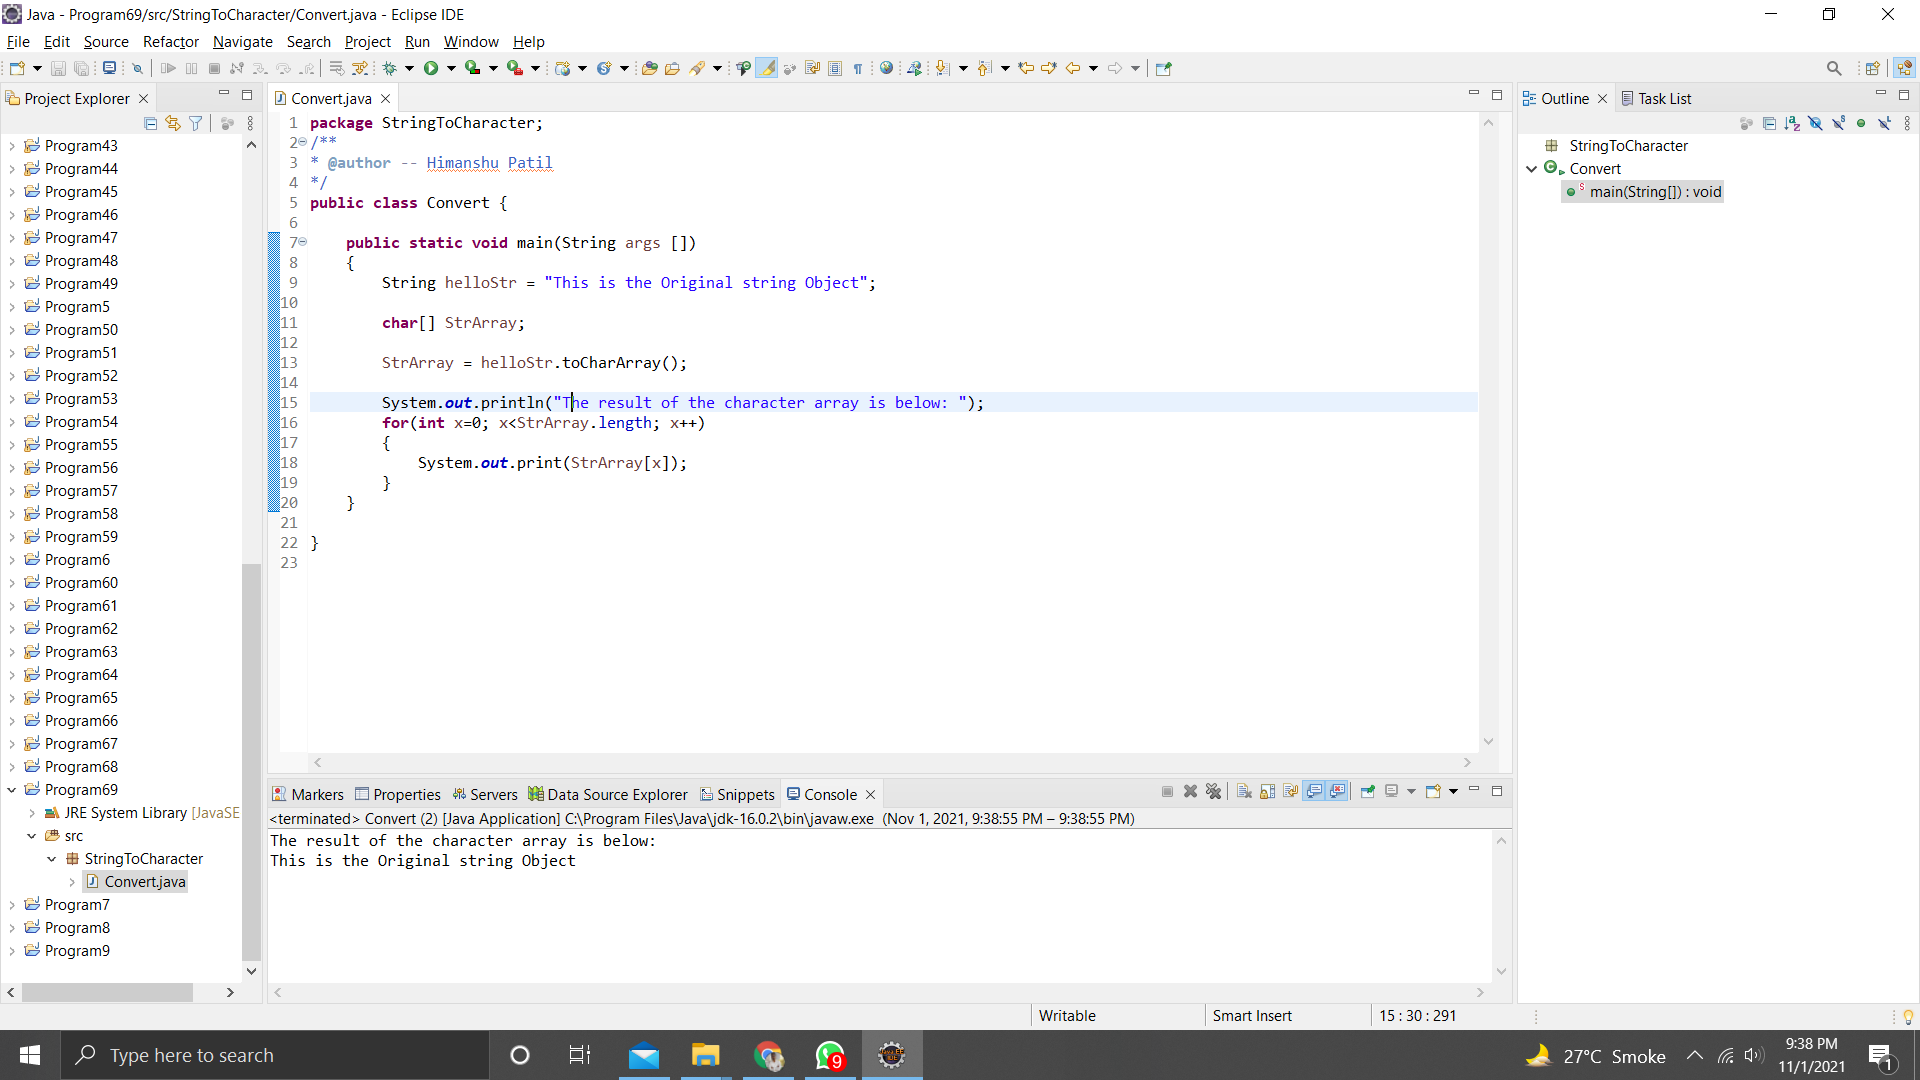 Java - Program69/src/StringToCharacter/Convert.java - Eclipse IDE
File Edit Source Refactor Navigate Search Project Run Window Help
Project Explorer
Program43
Program44
Program45
Program46
Program47
Program48
Program49
Program5
Program50
Program51
Program52
Program53
Program54
Program55
Program56
Program57
Program58
Program59
Program6
Program60
Program61
Program62
Program63
Program64
Program65
Program66
Program67
Program68
Program69
JRE System Library [JavaSE
src
StringToCharacter
Convert.java
Program7
Program8
Program9
Convert.java
1 package StringToCharacter;
2 /**
3 * @author -- Himanshu Patil
4 */
5 public class Convert {
6
7 public static void main(String args [])
8 {
9 String helloStr = "This is the Original string Object";
10
11 char[] StrArray;
12
13 StrArray = helloStr.toCharArray();
14
15 System.out.println("The result of the character array is below: ");
16 for(int x=0; x<StrArray.length; x++)
17 {
18 System.out.print(StrArray[x]);
19 }
20 }
21
22 }
23
Outline Task List
StringToCharacter
Convert
main(String[]) : void
Markers Properties Servers Data Source Explorer Snippets Console
<terminated> Convert (2) [Java Application] C:\Program Files\Java\jdk-16.0.2\bin\javaw.exe (Nov 1, 2021, 9:38:55 PM – 9:38:55 PM)
The result of the character array is below:
This is the Original string Object
Writable Smart Insert 15 : 30 : 291
Type here to search
9
27°C Smoke
9:38 PM
11/1/2021
1